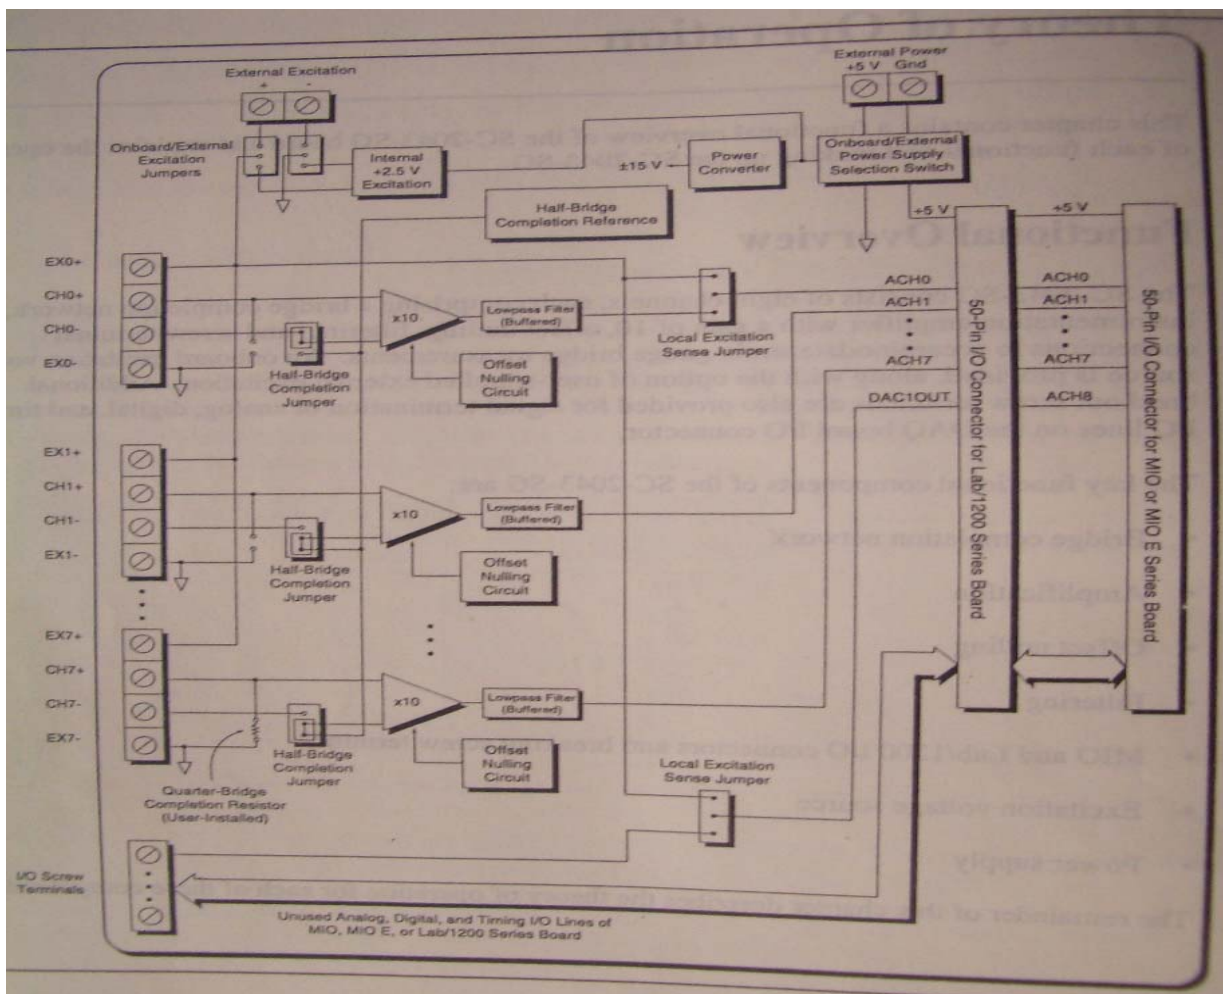 Theory of Operation
External Excitation
+ -
External Power
+5 V Gnd
Onboard/External
Excitation
Jumpers
Internal
+2.5 V
Excitation
±15 V
Power
Converter
Onboard/External
Power Supply
Selection Switch
Half-Bridge
Completion Reference
+5 V
+5 V
Functional Overview
EX0+
CH0+
CH0-
EX0-
x10
Lowpass Filter
(Buffered)
Half-Bridge
Completion
Jumper
Offset
Nulling
Circuit
Local Excitation
Sense Jumper
ACH0
ACH1
ACH7
DAC1OUT
50-Pin I/O Connector for Lab/1200 Series Board
ACH0
ACH1
ACH7
ACH8
50-Pin I/O Connector for MIO or MIO E Series Board
EX1+
CH1+
CH1-
EX1-
x10
Lowpass Filter
(Buffered)
Half-Bridge
Completion
Jumper
Offset
Nulling
Circuit
EX7+
CH7+
CH7-
EX7-
x10
Lowpass Filter
(Buffered)
Half-Bridge
Completion
Jumper
Offset
Nulling
Circuit
Quarter-Bridge
Completion Resistor
(User-Installed)
Local Excitation
Sense Jumper
I/O Screw
Terminals
Unused Analog, Digital, and Timing I/O Lines of
MIO, MIO E, or Lab/1200 Series Board